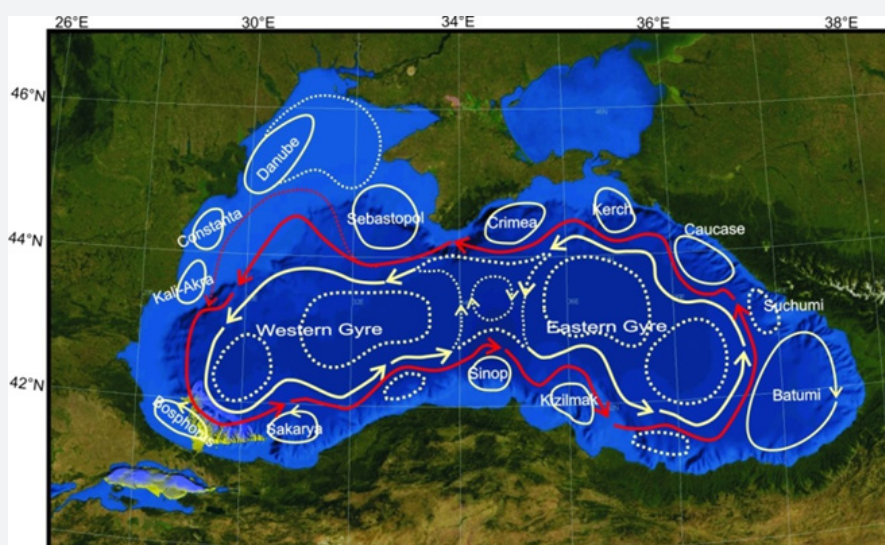 26°E 30°E 34°E 36°E 38°E
46°N
44°N
42°N
Danube
Constanta
Kali-Akra
Sebastopol
Crimea
Kerch
Caucase
Suchumi
Western Gyre
Eastern Gyre
Bosphorus
Sakarya
Sinop
Kizilmak
Batumi